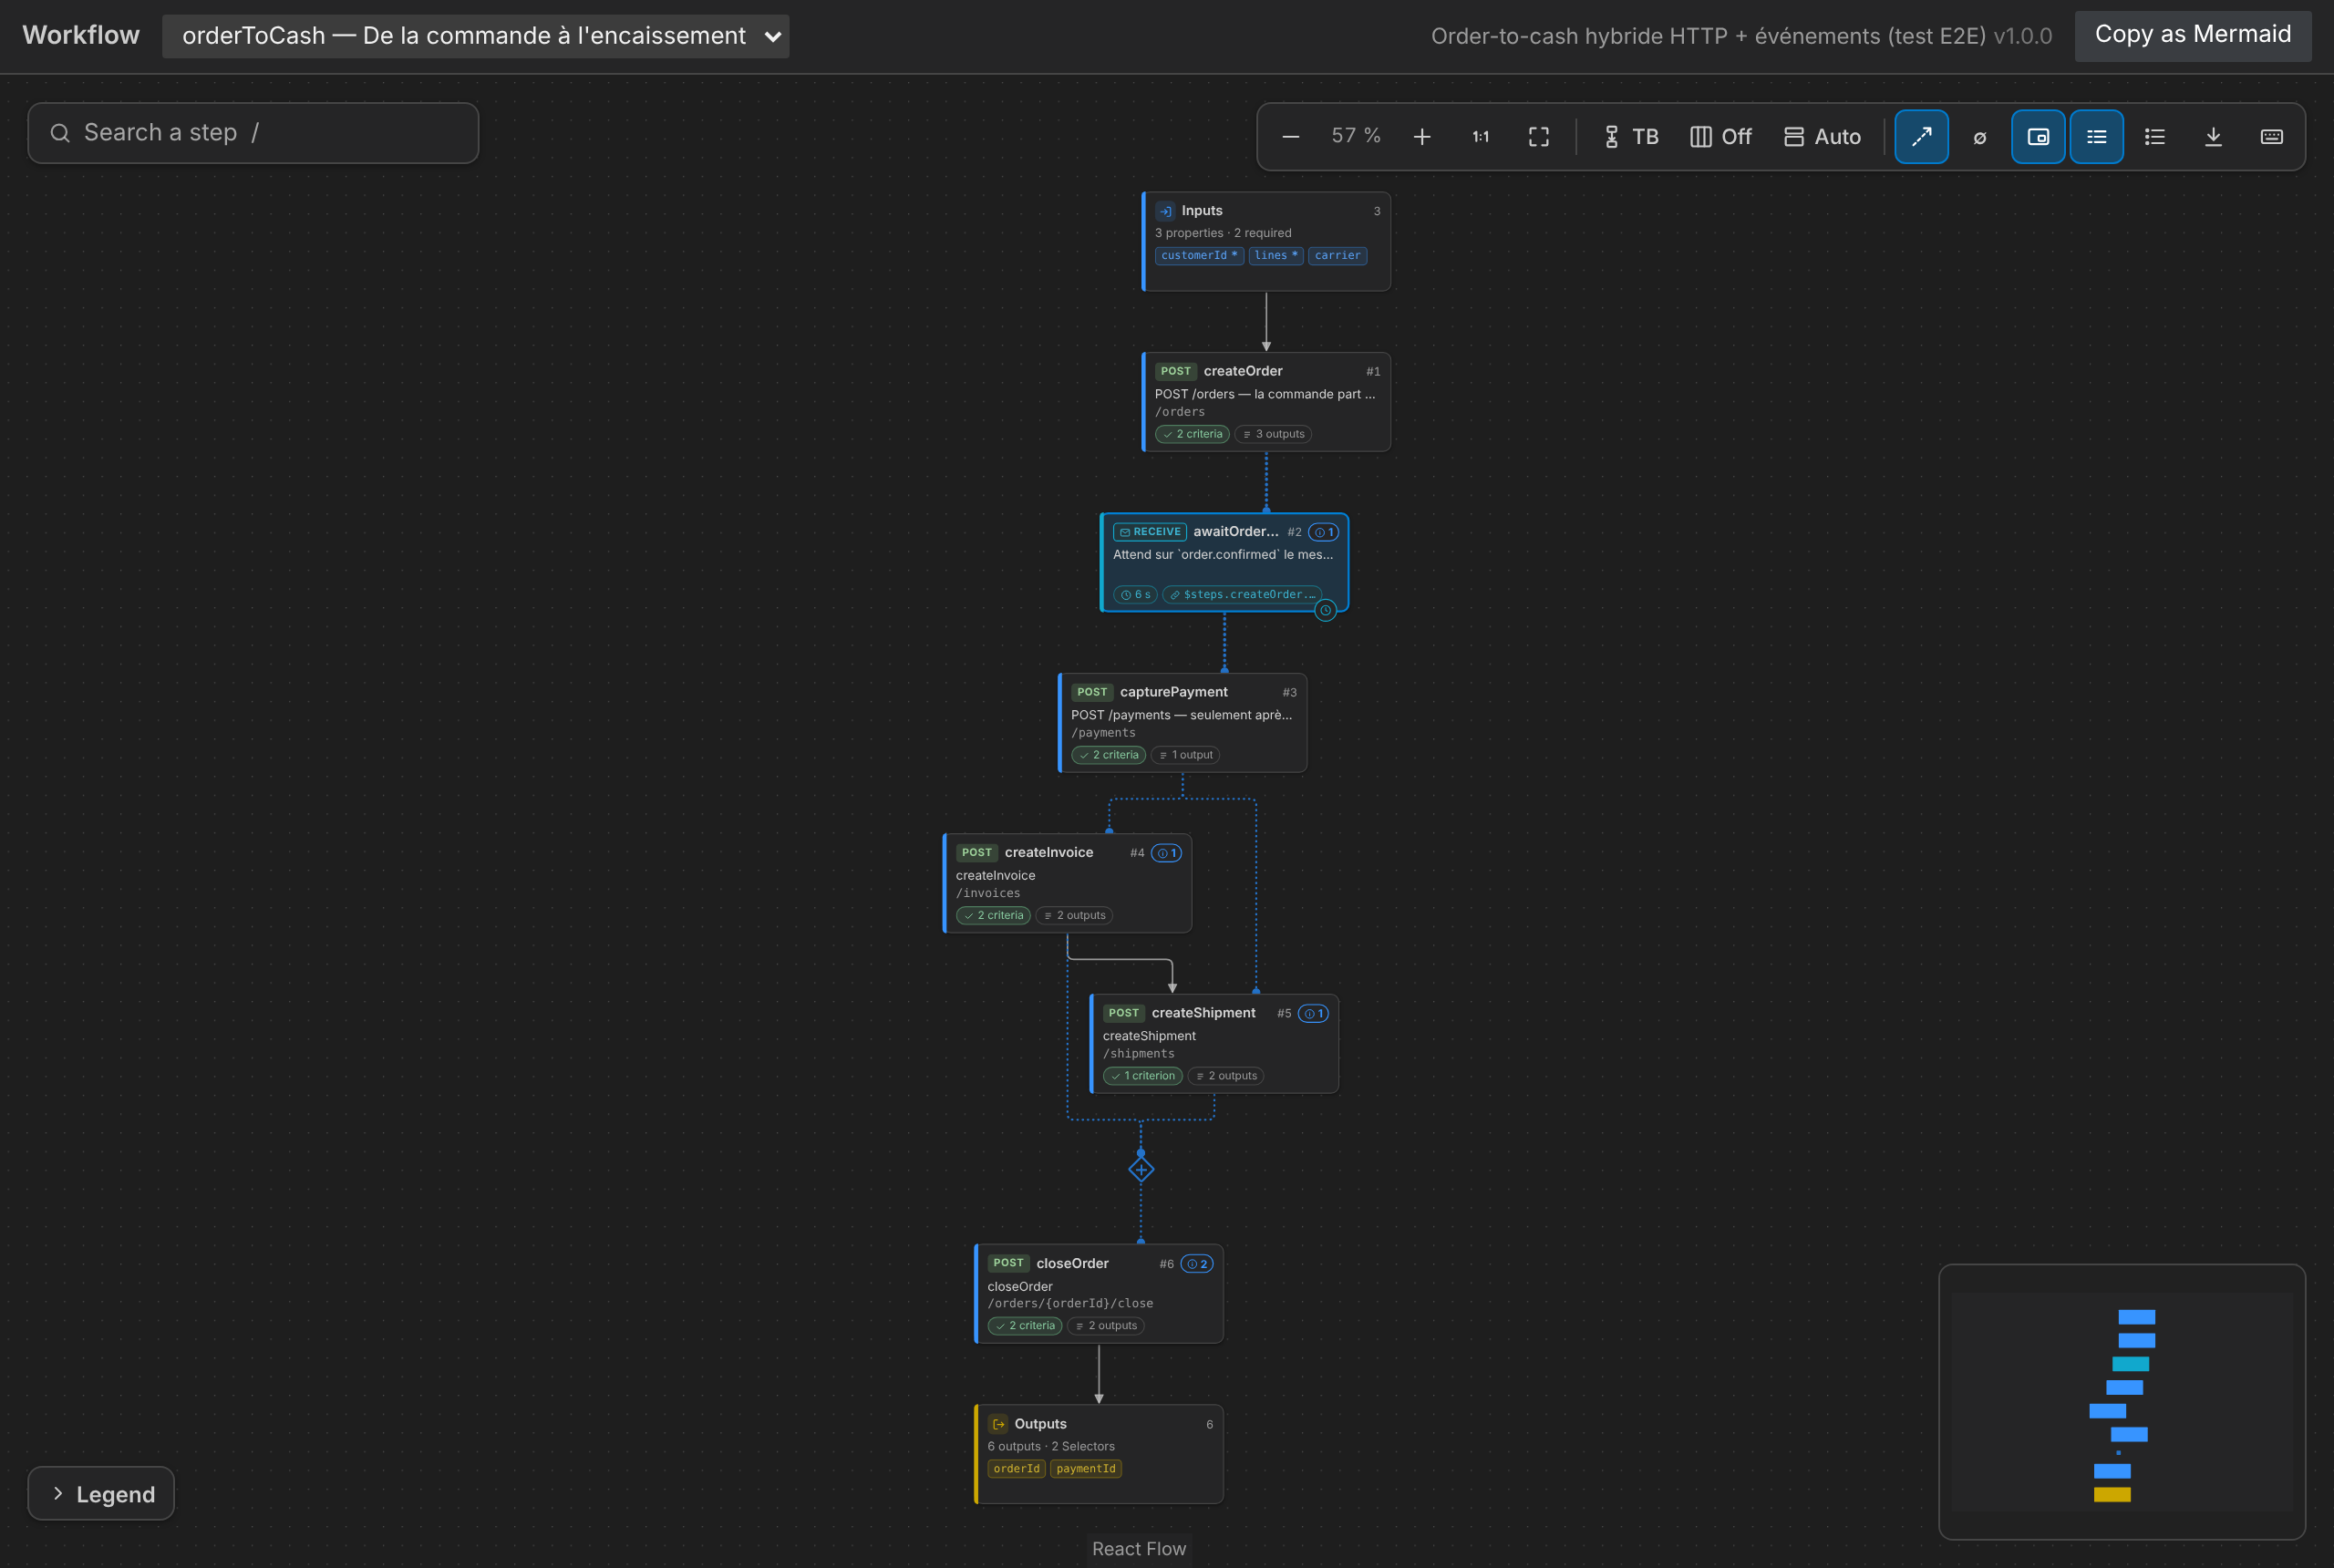 Workflow
orderToCash — De la commande à l'encaissement
Order-to-cash hybride HTTP + événements (test E2E) v1.0.0
Copy as Mermaid
Search a step /
57 %
1:1
TB
Off
Auto
Inputs 3
3 properties · 2 required
customerId * lines * carrier
POST createOrder #1
POST /orders — la commande part ...
/orders
2 criteria 3 outputs
RECEIVE awaitOrder... #2 1
Attend sur `order.confirmed` le mes...
6 s $steps.createOrder.…
POST capturePayment #3
POST /payments — seulement aprè...
/payments
2 criteria 1 output
POST createInvoice #4 1
createInvoice
/invoices
2 criteria 2 outputs
POST createShipment #5 1
createShipment
/shipments
1 criterion 2 outputs
POST closeOrder #6 2
closeOrder
/orders/{orderId}/close
2 criteria 2 outputs
Outputs 6
6 outputs · 2 Selectors
orderId paymentId
Legend
React Flow